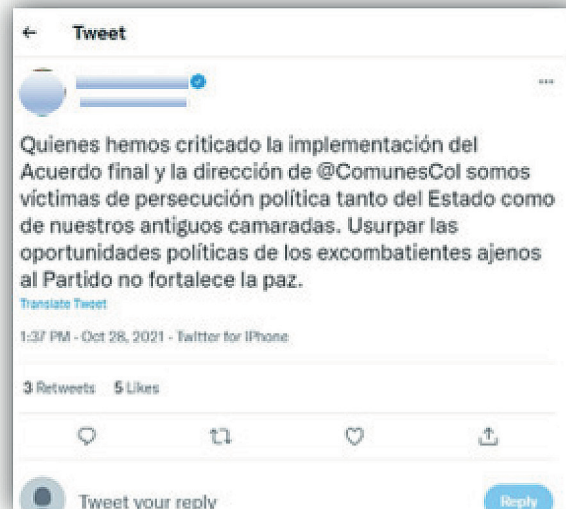 Tweet
Quienes hemos criticado la implementación del
Acuerdo final y la dirección de @ComunesCol somos
víctimas de persecución política tanto del Estado como
de nuestros antiguos camaradas. Usurpar las
oportunidades políticas de los excombatientes ajenos
al Partido no fortalece la paz.
Translate Tweet
1:37 PM - Oct 28, 2021 - Twitter for iPhone
3 Retweets 5 Likes
Tweet your reply
Reply